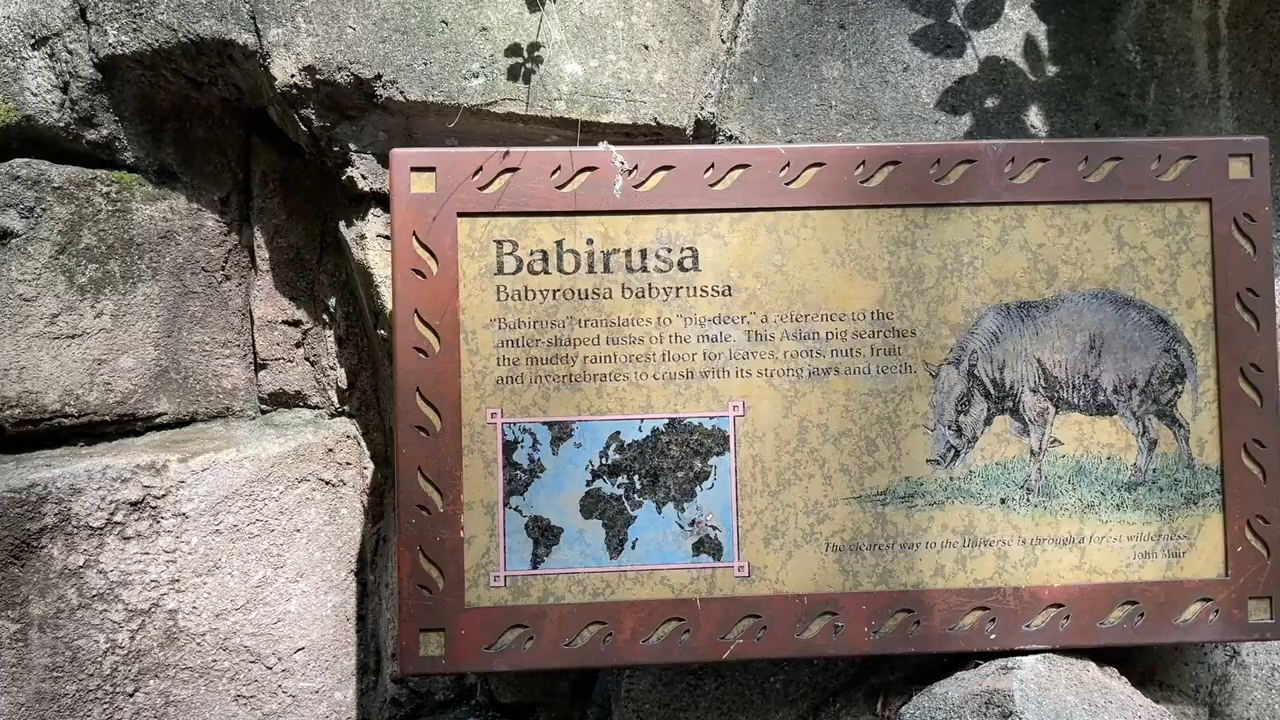 Babirusa
Babyrousa babyrussa
"Babirusa" translates to "pig-deer," a reference to the
antler-shaped tusks of the male. This Asian pig searches
the muddy rainforest floor for leaves, roots, nuts, fruit
and invertebrates to crush with its strong jaws and teeth.
The clearest way to the Universe is through a forest wilderness.
John Muir